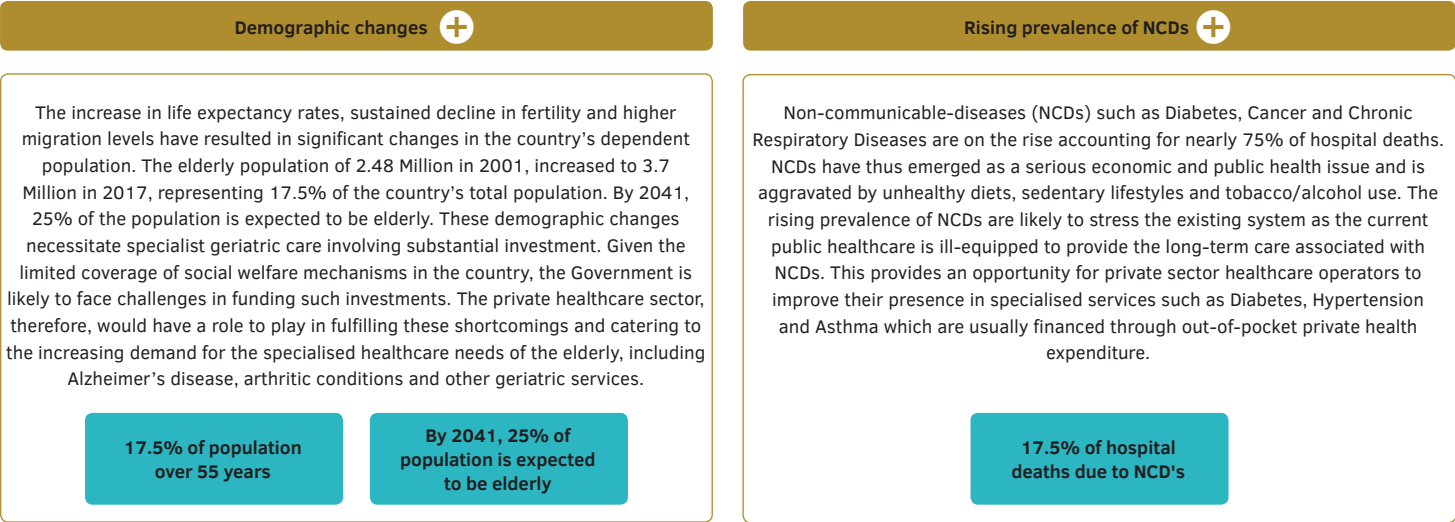 Demographic changes
The increase in life expectancy rates, sustained decline in fertility and higher
migration levels have resulted in significant changes in the country’s dependent
population. The elderly population of 2.48 Million in 2001, increased to 3.7
Million in 2017, representing 17.5% of the country’s total population. By 2041,
25% of the population is expected to be elderly. These demographic changes
necessitate specialist geriatric care involving substantial investment. Given the
limited coverage of social welfare mechanisms in the country, the Government is
likely to face challenges in funding such investments. The private healthcare sector,
therefore, would have a role to play in fulfilling these shortcomings and catering to
the increasing demand for the specialised healthcare needs of the elderly, including
Alzheimer’s disease, arthritic conditions and other geriatric services.
17.5% of population
over 55 years
By 2041, 25% of
population is expected
to be elderly
Rising prevalence of NCDs
Non-communicable-diseases (NCDs) such as Diabetes, Cancer and Chronic
Respiratory Diseases are on the rise accounting for nearly 75% of hospital deaths.
NCDs have thus emerged as a serious economic and public health issue and is
aggravated by unhealthy diets, sedentary lifestyles and tobacco/alcohol use. The
rising prevalence of NCDs are likely to stress the existing system as the current
public healthcare is ill-equipped to provide the long-term care associated with
NCDs. This provides an opportunity for private sector healthcare operators to
improve their presence in specialised services such as Diabetes, Hypertension
and Asthma which are usually financed through out-of-pocket private health
expenditure.
17.5% of hospital
deaths due to NCD's